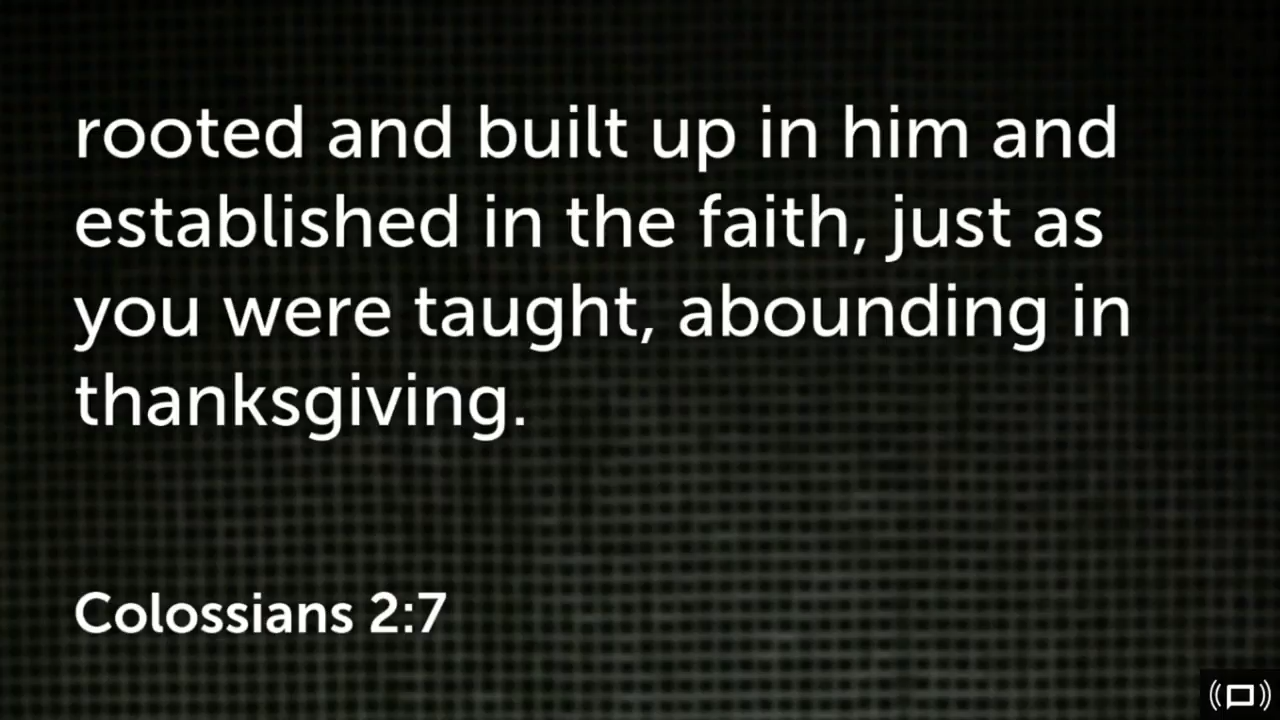 rooted and built up in him and
established in the faith, just as
you were taught, abounding in
thanksgiving.
Colossians 2:7